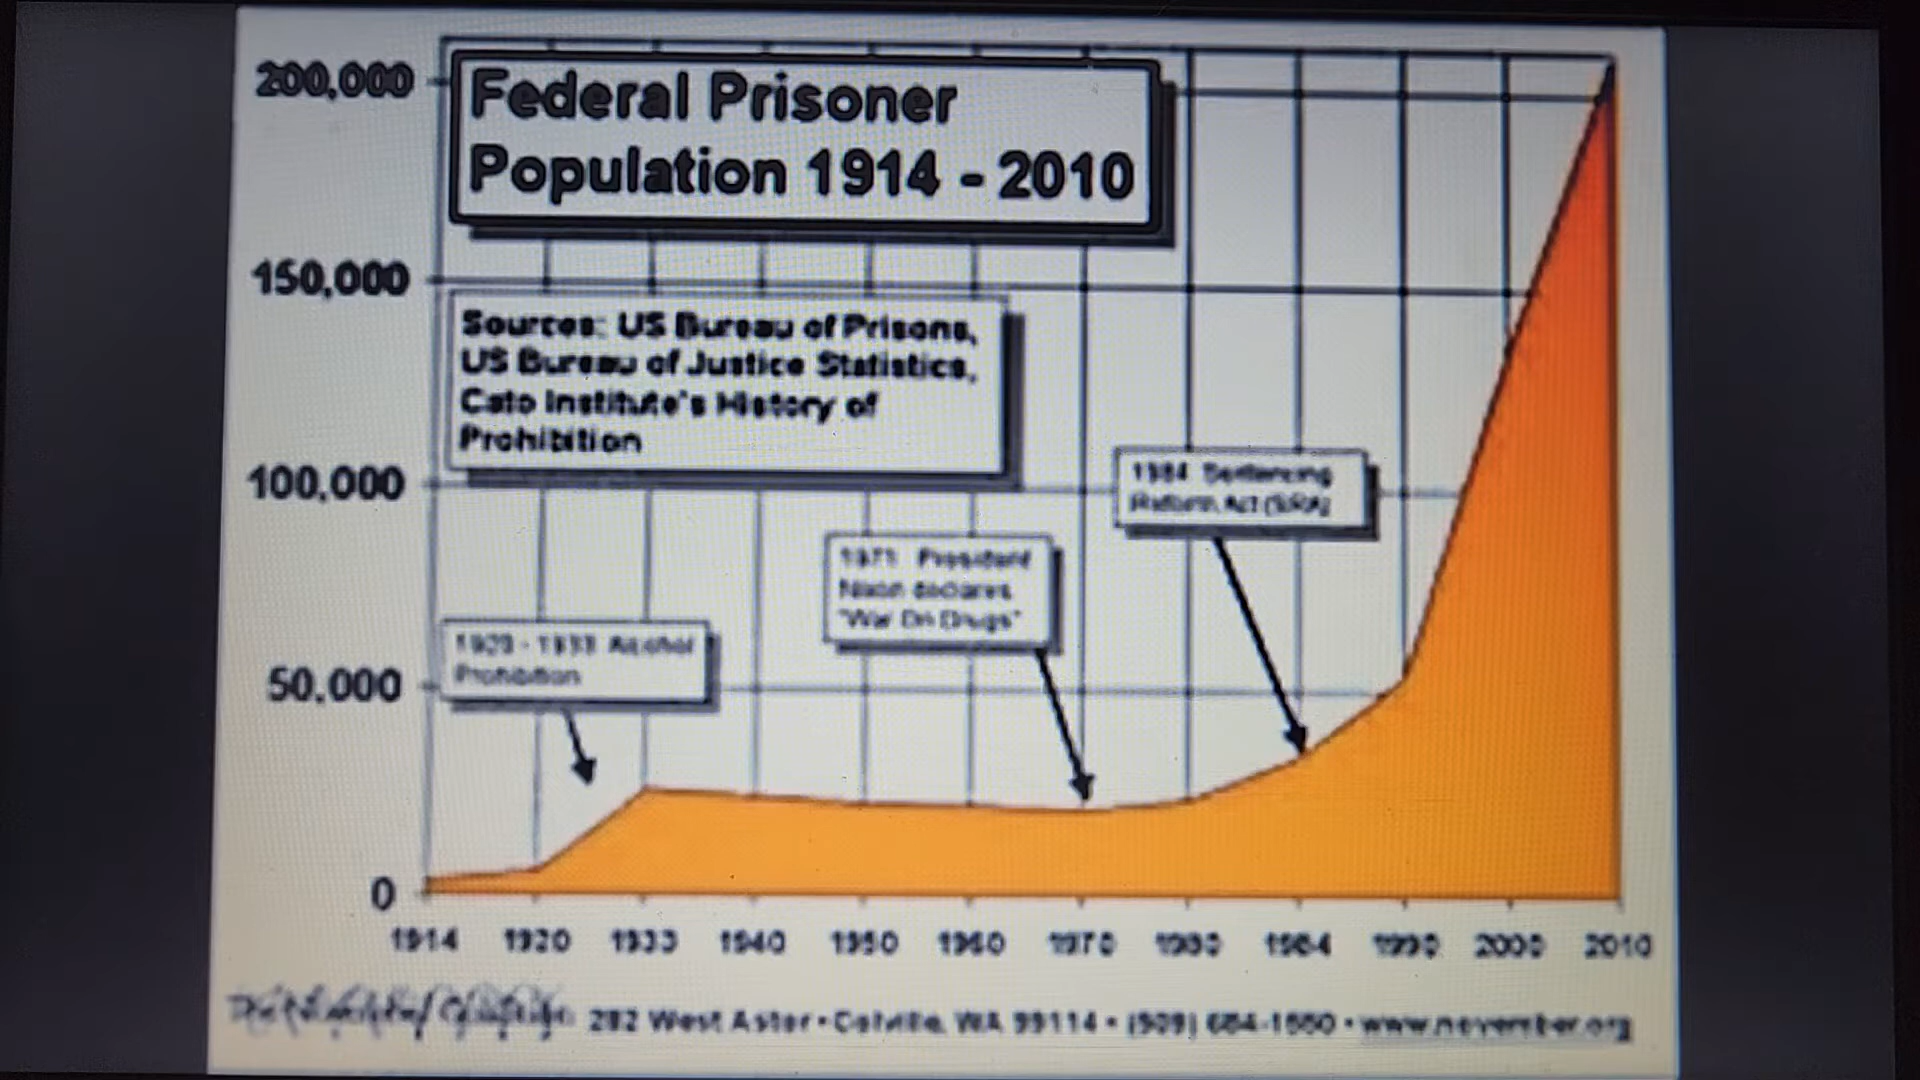 200,000
Federal Prisoner
Population 1914 - 2010
150,000
Sources: US Bureau of Prisons,
US Bureau of Justice Statistics,
Cato Institute's History of
Prohibition
100,000
1984 Sentencing
Reform Act (SRA)
1971 President
Nixon declares
"War On Drugs"
1920 - 1933 Alcohol
Prohibition
50,000
0
1914 1920 1933 1940 1950 1960 1970 1980 1984 1990 2000 2010
282 West Astor • Colville, WA 99114 • (509) 684-1550 • www.november.org